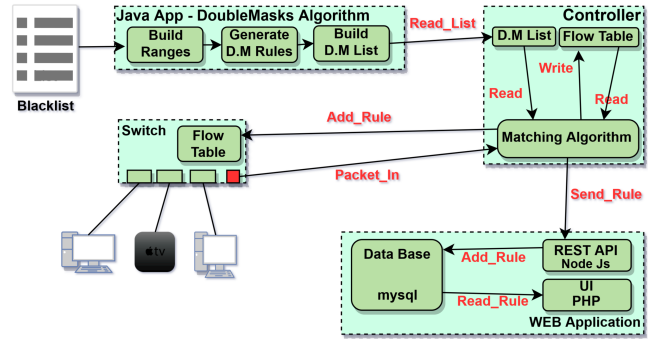 Java App - DoubleMasks Algorithm
Build
Ranges
Generate
D.M Rules
Build
D.M List
Read_List
Controller
D.M List
Flow Table
Write
Read
Read
Matching Algorithm
Blacklist
Add_Rule
Switch
Flow
Table
Packet_In
tv
Send_Rule
Data Base
mysql
Add_Rule
REST API
Node Js
Read_Rule
UI
PHP
WEB Application